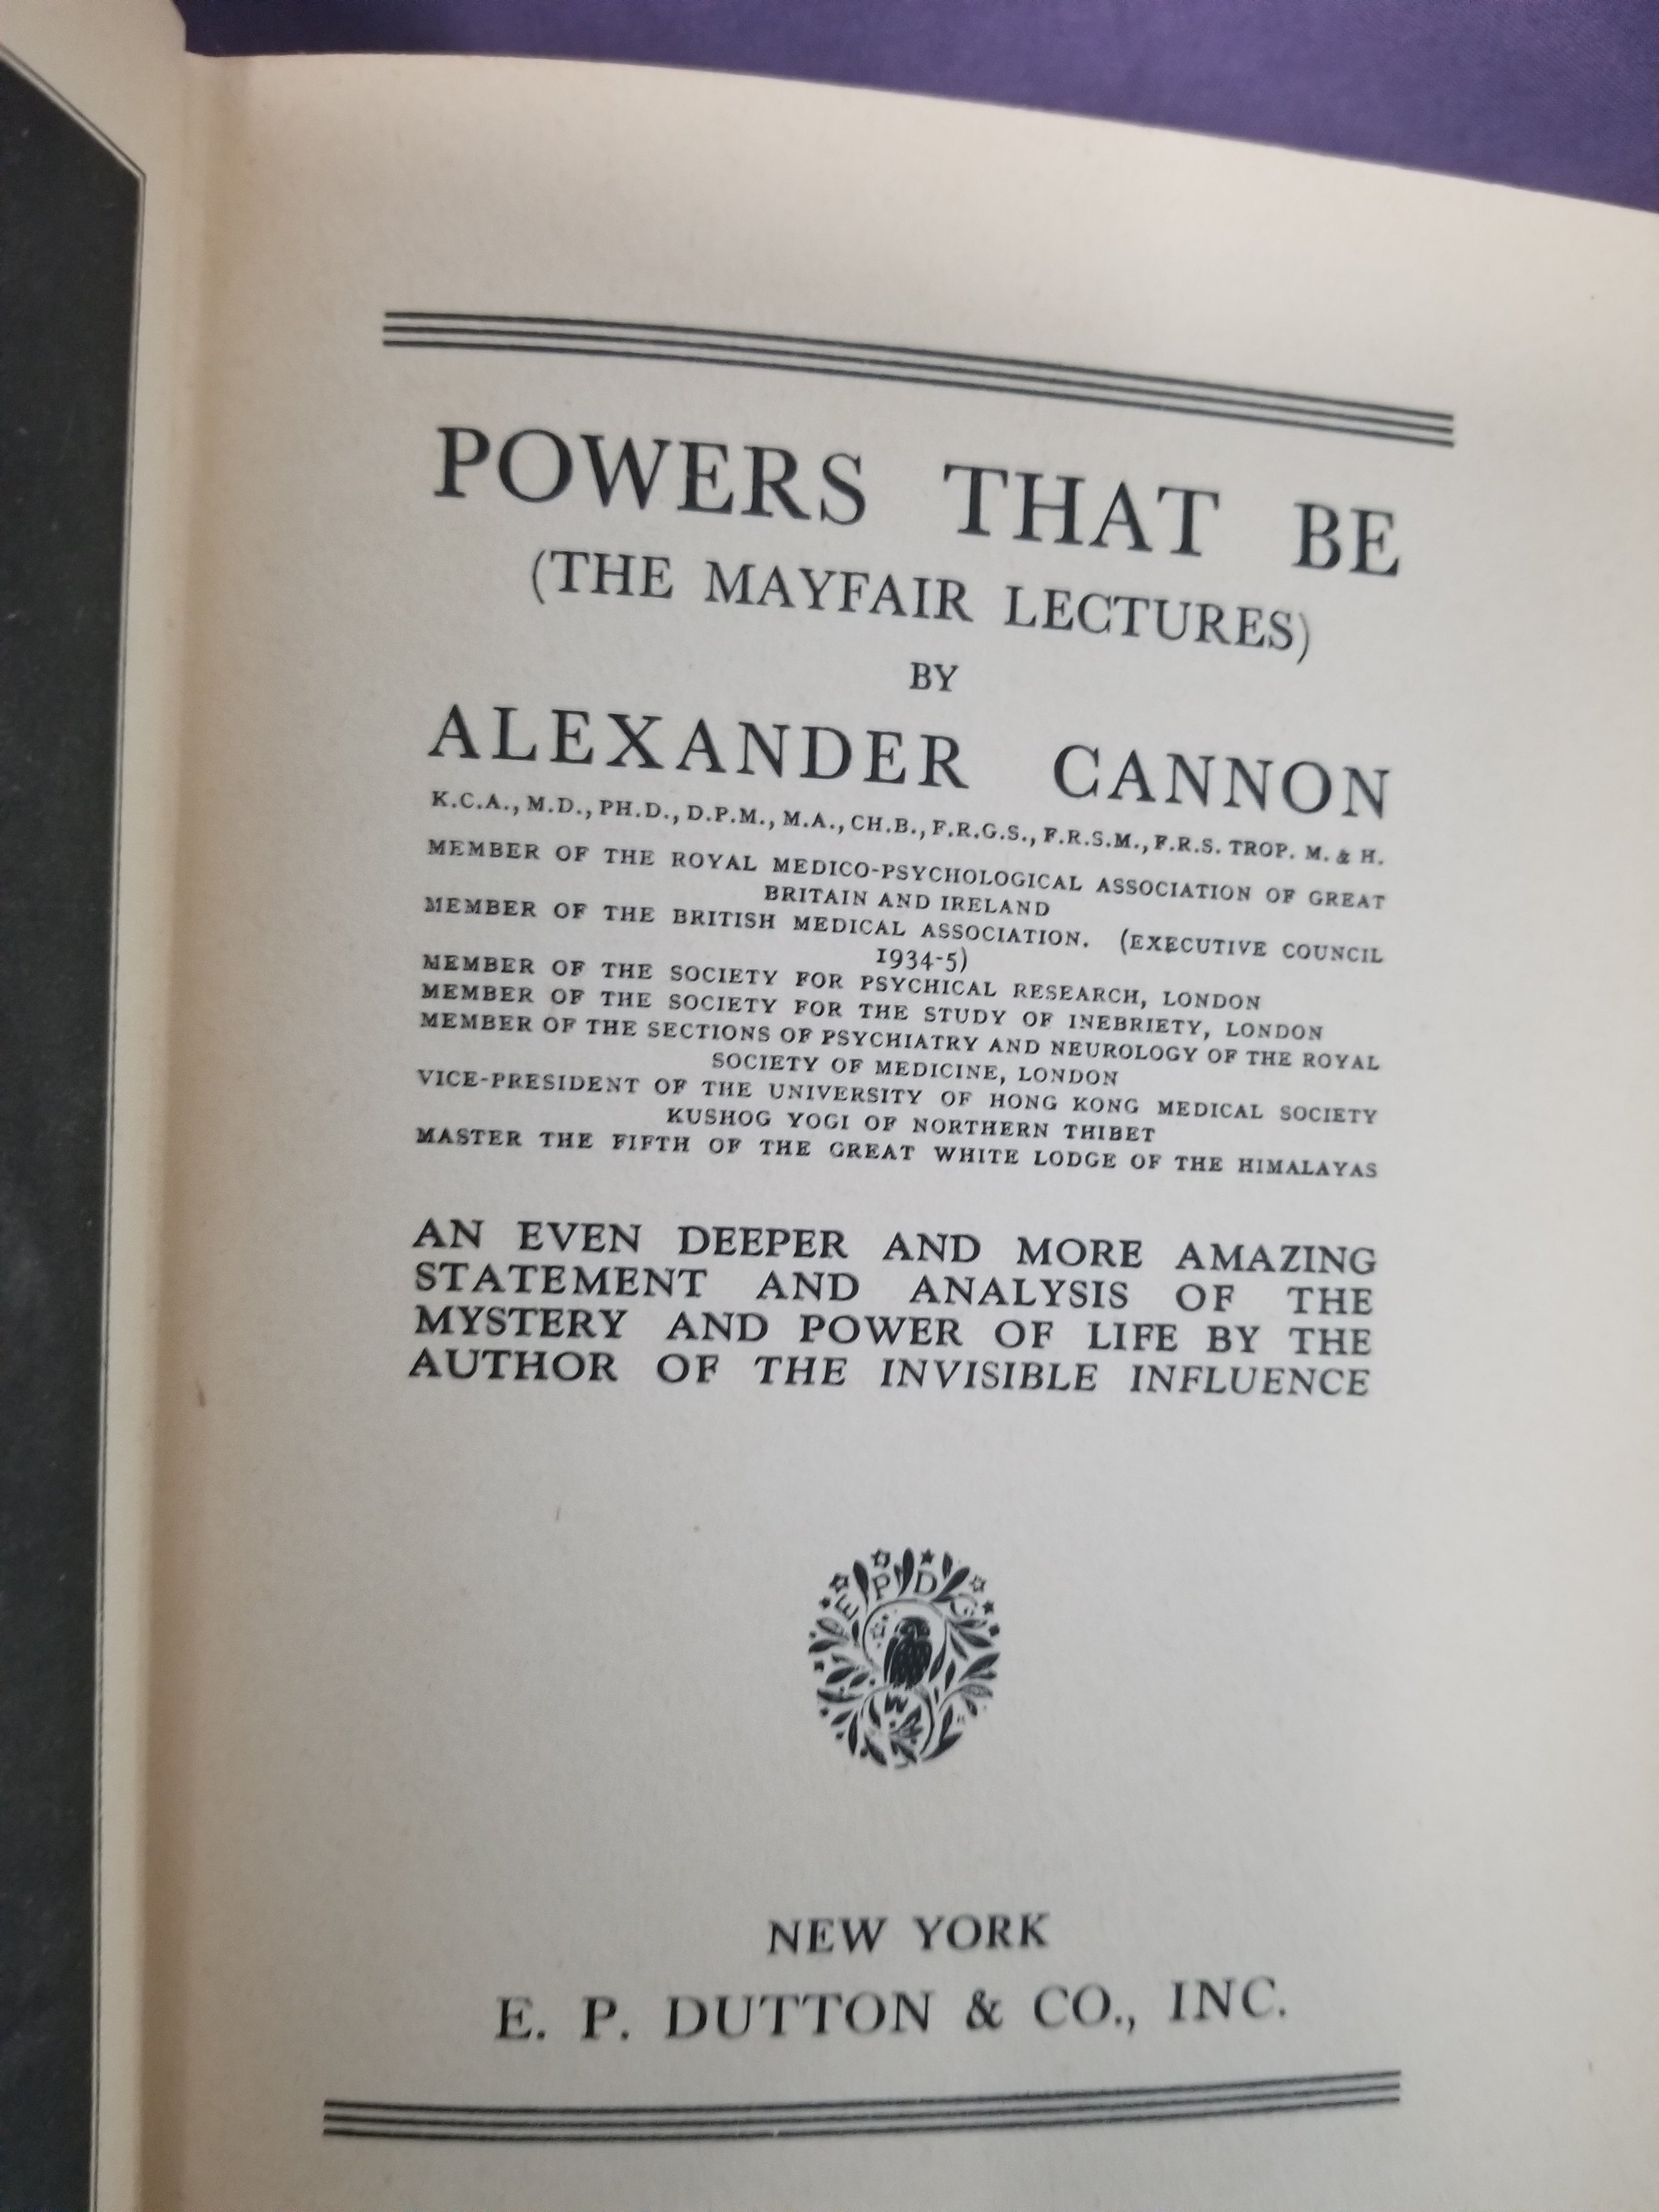 POWERS THAT BE
(THE MAYFAIR LECTURES)
BY
ALEXANDER CANNON
K.C.A., M.D., PH.D., D.P.M., M.A., CH.B., F.R.G.S., F.R.S.M., F.R.S. TROP. M. & H.
MEMBER OF THE ROYAL MEDICO-PSYCHOLOGICAL ASSOCIATION OF GREAT
BRITAIN AND IRELAND
MEMBER OF THE BRITISH MEDICAL ASSOCIATION. (EXECUTIVE COUNCIL
1934-5)
MEMBER OF THE SOCIETY FOR PSYCHICAL RESEARCH, LONDON
MEMBER OF THE SOCIETY FOR THE STUDY OF INEBRIETY, LONDON
MEMBER OF THE SECTIONS OF PSYCHIATRY AND NEUROLOGY OF THE ROYAL
SOCIETY OF MEDICINE, LONDON
VICE-PRESIDENT OF THE UNIVERSITY OF HONG KONG MEDICAL SOCIETY
KUSHOG YOGI OF NORTHERN THIBET
MASTER THE FIFTH OF THE GREAT WHITE LODGE OF THE HIMALAYAS
AN EVEN DEEPER AND MORE AMAZING
STATEMENT AND ANALYSIS OF THE
MYSTERY AND POWER OF LIFE BY THE
AUTHOR OF THE INVISIBLE INFLUENCE
E P D C
NEW YORK
E. P. DUTTON & CO., INC.